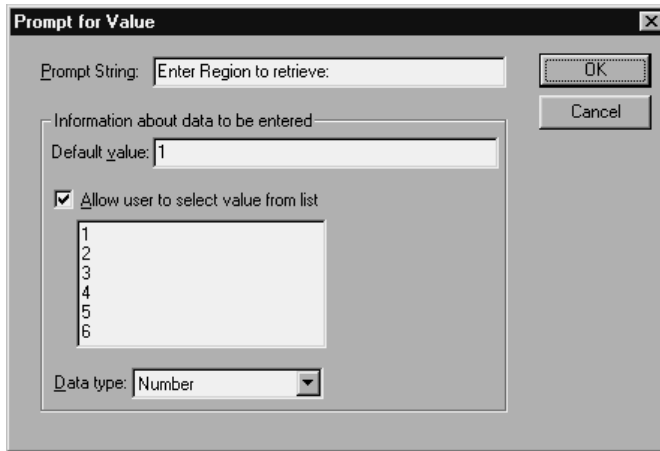 Prompt for Value
Prompt String: Enter Region to retrieve:
OK
Cancel
Information about data to be entered
Default value: 1
Allow user to select value from list
1
2
3
4
5
6
Data type: Number